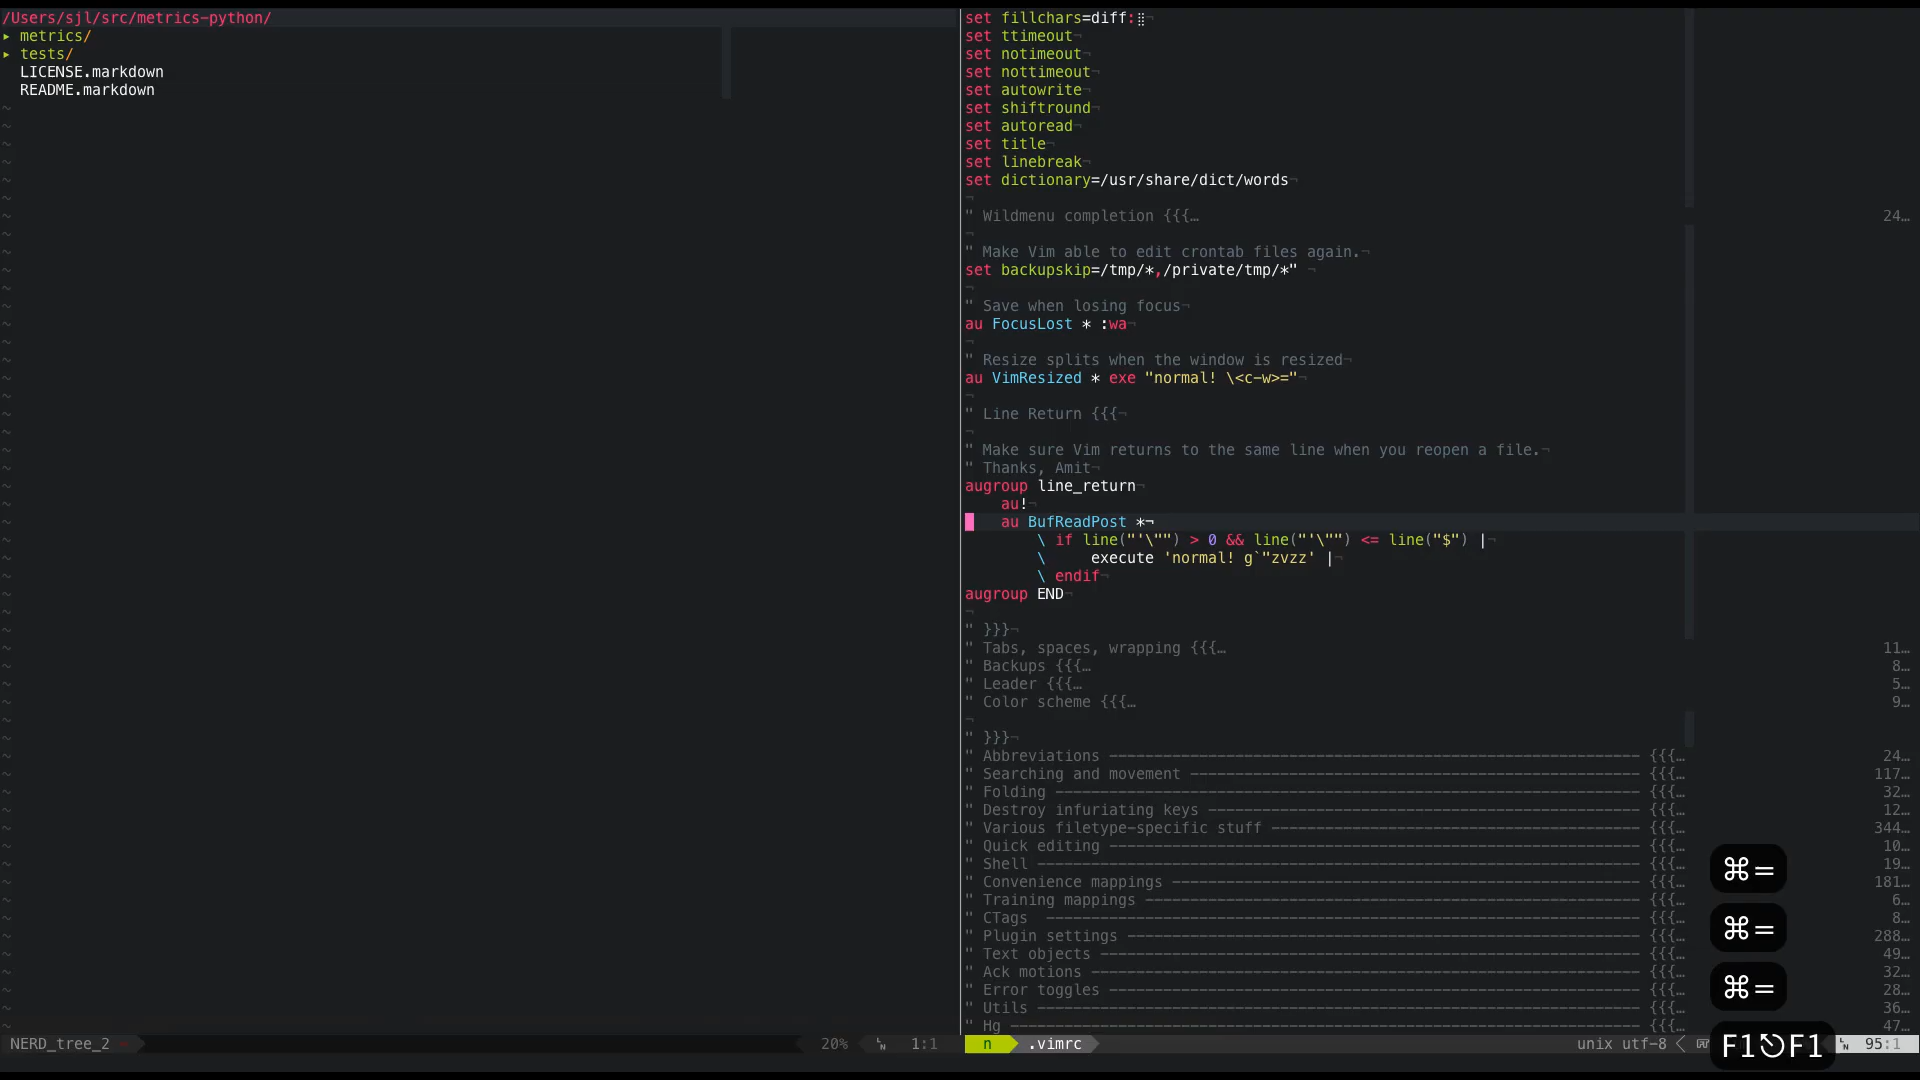 /Users/sjl/src/metrics-python/
▸ metrics/
▸ tests/
LICENSE.markdown
README.markdown
NERD_tree_2
20%
1:1
set fillchars=diff:⣿¬
set ttimeout¬
set notimeout¬
set nottimeout¬
set autowrite¬
set shiftround¬
set autoread¬
set title¬
set linebreak¬
set dictionary=/usr/share/dict/words¬
¬
" Wildmenu completion {{{… 24…
¬
" Make Vim able to edit crontab files again.¬
set backupskip=/tmp/*,/private/tmp/*" ¬
¬
" Save when losing focus¬
au FocusLost * :wa¬
¬
" Resize splits when the window is resized¬
au VimResized * exe "normal! \<c-w>="¬
¬
" Line Return {{{¬
¬
" Make sure Vim returns to the same line when you reopen a file.¬
" Thanks, Amit¬
augroup line_return¬
au!¬
au BufReadPost *¬
\ if line("'\"") > 0 && line("'\"") <= line("$") |¬
\     execute 'normal! g`"zvzz' |¬
\ endif¬
augroup END¬
¬
" }}}¬
" Tabs, spaces, wrapping {{{… 11…
" Backups {{{… 8…
" Leader {{{… 5…
" Color scheme {{{… 9…
¬
" }}}¬
" Abbreviations ----------------------------------------------------------- {{{… 24…
" Searching and movement -------------------------------------------------- {{{… 117…
" Folding ----------------------------------------------------------------- {{{… 32…
" Destroy infuriating keys ------------------------------------------------ {{{… 12…
" Various filetype-specific stuff ----------------------------------------- {{{… 344…
" Quick editing ----------------------------------------------------------- {{{… 10…
" Shell ------------------------------------------------------------------- {{{… 19…
" Convenience mappings ---------------------------------------------------- {{{… 181…
" Training mappings ------------------------------------------------------- {{{… 6…
" CTags  ------------------------------------------------------------------ {{{… 8…
" Plugin settings --------------------------------------------------------- {{{… 288…
" Text objects ------------------------------------------------------------ {{{… 49…
" Ack motions ------------------------------------------------------------- {{{… 32…
" Error toggles ----------------------------------------------------------- {{{… 28…
" Utils ------------------------------------------------------------------- {{{… 36…
" Hg ---------------------------------------------------------------------- {{{… 47…
n .vimrc
unix utf-8
95:1
⌘=
⌘=
⌘=
F1⎋F1